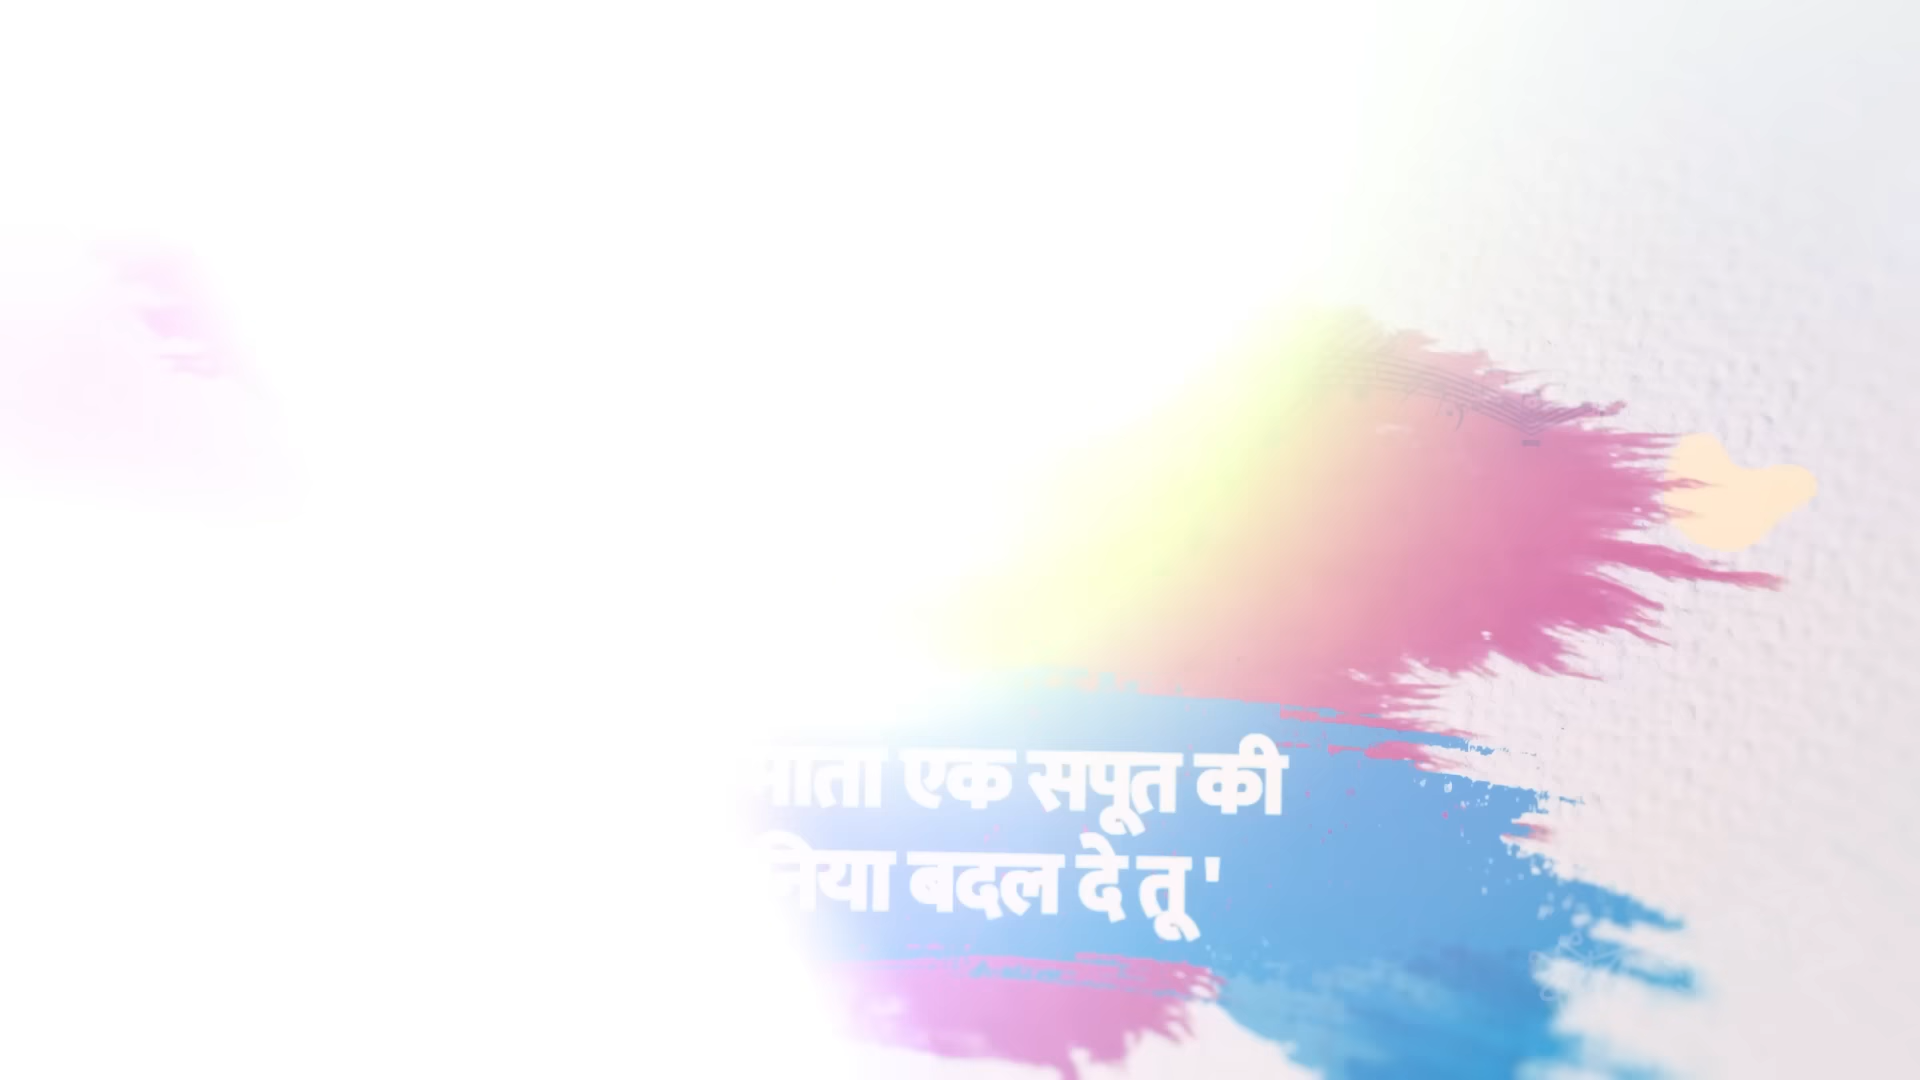 एक सपूत की
बदल दे तू '